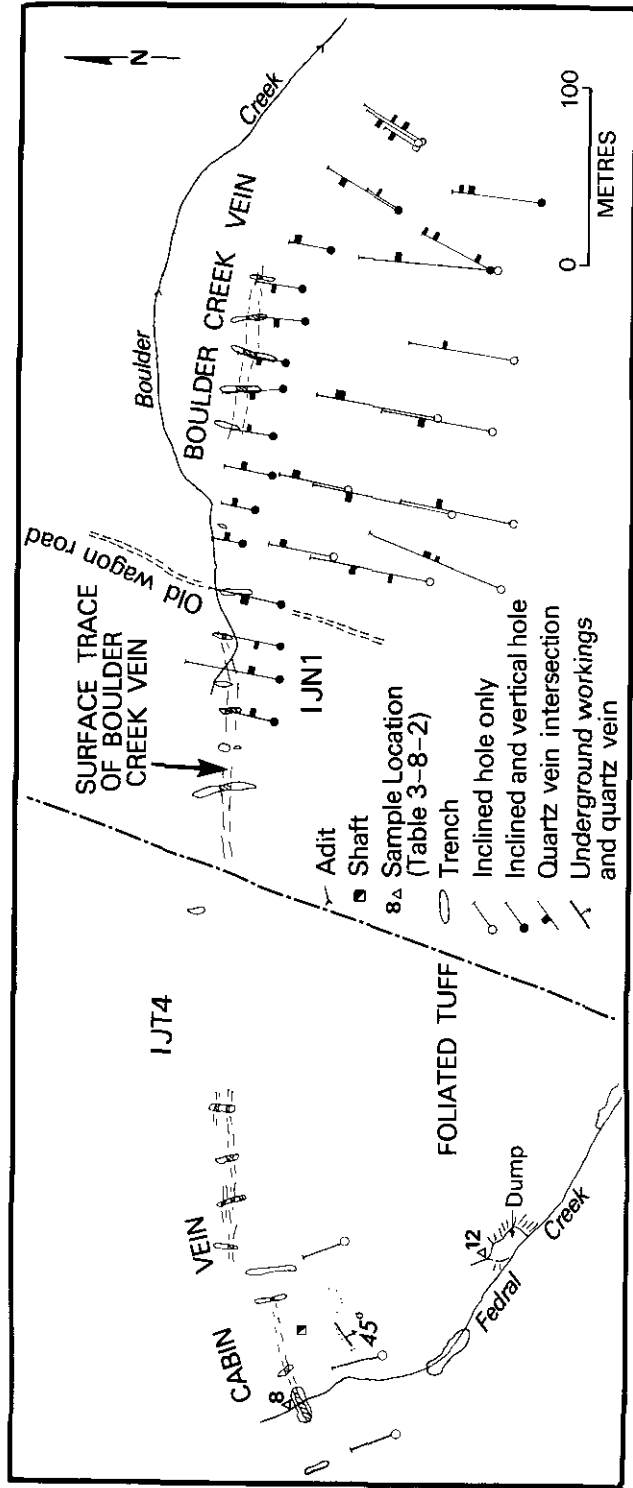 N
Creek
Boulder
BOULDER CREEK VEIN
Old wagon road
SURFACE TRACE
OF BOULDER
CREEK VEIN
IJN1
IJT4
VEIN
CABIN
8
45°
12
Dump
Fedral
Creek
FOLIATED TUFF
Adit
Shaft
8 Sample Location
(Table 3-8-2)
Trench
Inclined hole only
Inclined and vertical hole
Quartz vein intersection
Underground workings
and quartz vein
0 100
METRES